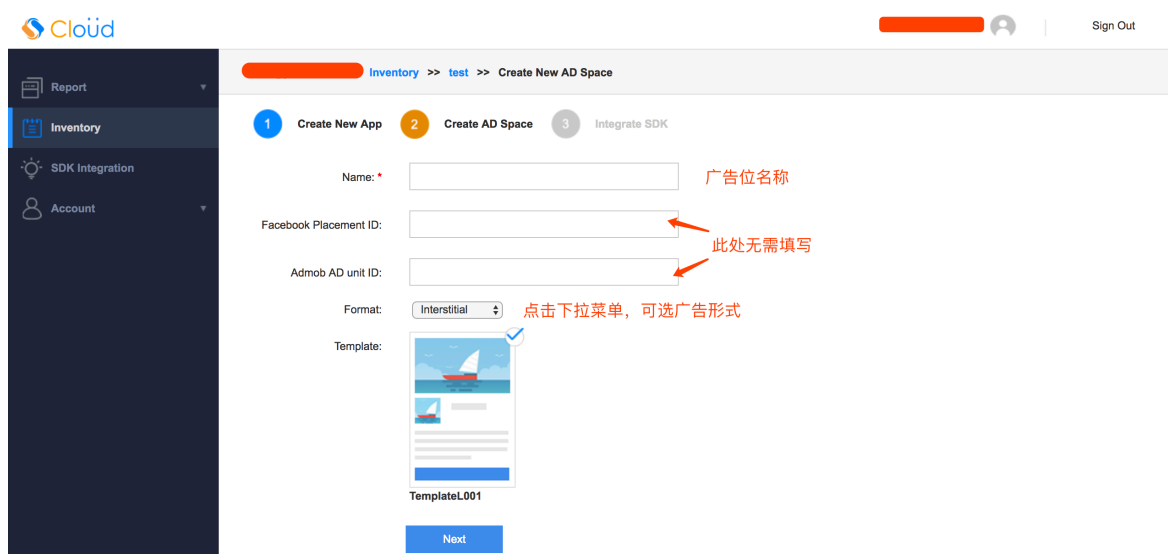 Cloud
Sign Out
Report
Inventory
SDK Integration
Account
Inventory >> test >> Create New AD Space
1 Create New App 2 Create AD Space 3 Integrate SDK
Name: * 广告位名称
Facebook Placement ID:
此处无需填写
Admob AD unit ID:
Format: Interstitial 点击下拉菜单，可选广告形式
Template:
TemplateL001
Next